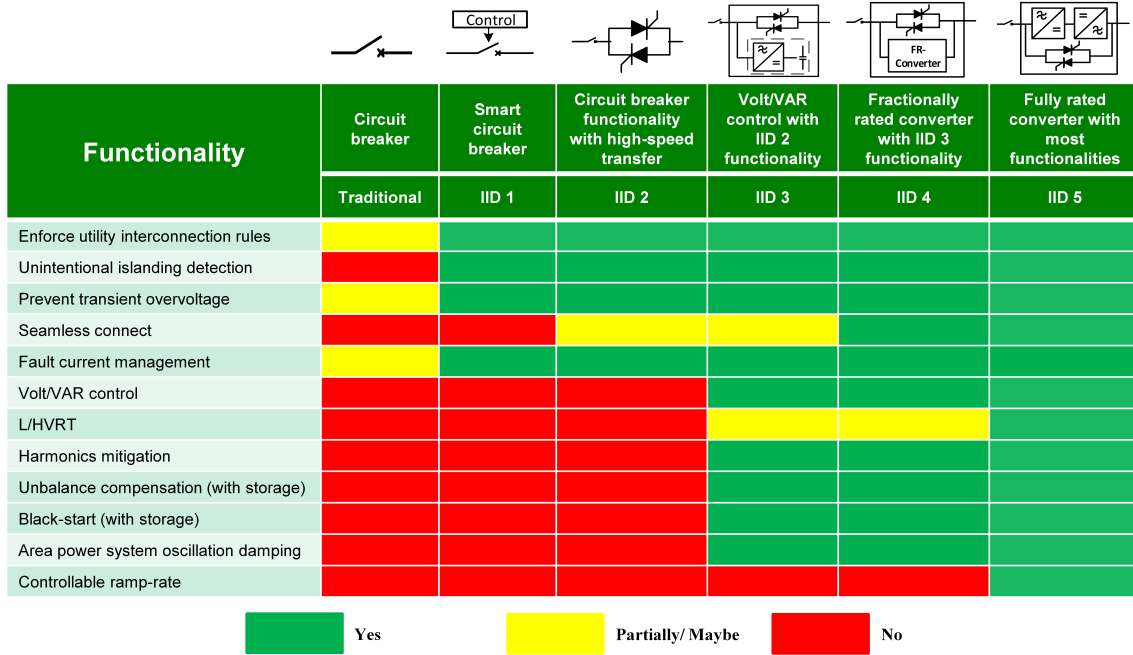 Control
FR-
Converter
Functionality
Circuit
breaker
Smart
circuit
breaker
Circuit breaker
functionality
with high-speed
transfer
Volt/VAR
control with
IID 2
functionality
Fractionally
rated converter
with IID 3
functionality
Fully rated
converter with
most
functionalities
Traditional
IID 1
IID 2
IID 3
IID 4
IID 5
Enforce utility interconnection rules
Unintentional islanding detection
Prevent transient overvoltage
Seamless connect
Fault current management
Volt/VAR control
L/HVRT
Harmonics mitigation
Unbalance compensation (with storage)
Black-start (with storage)
Area power system oscillation damping
Controllable ramp-rate
Yes
Partially/ Maybe
No